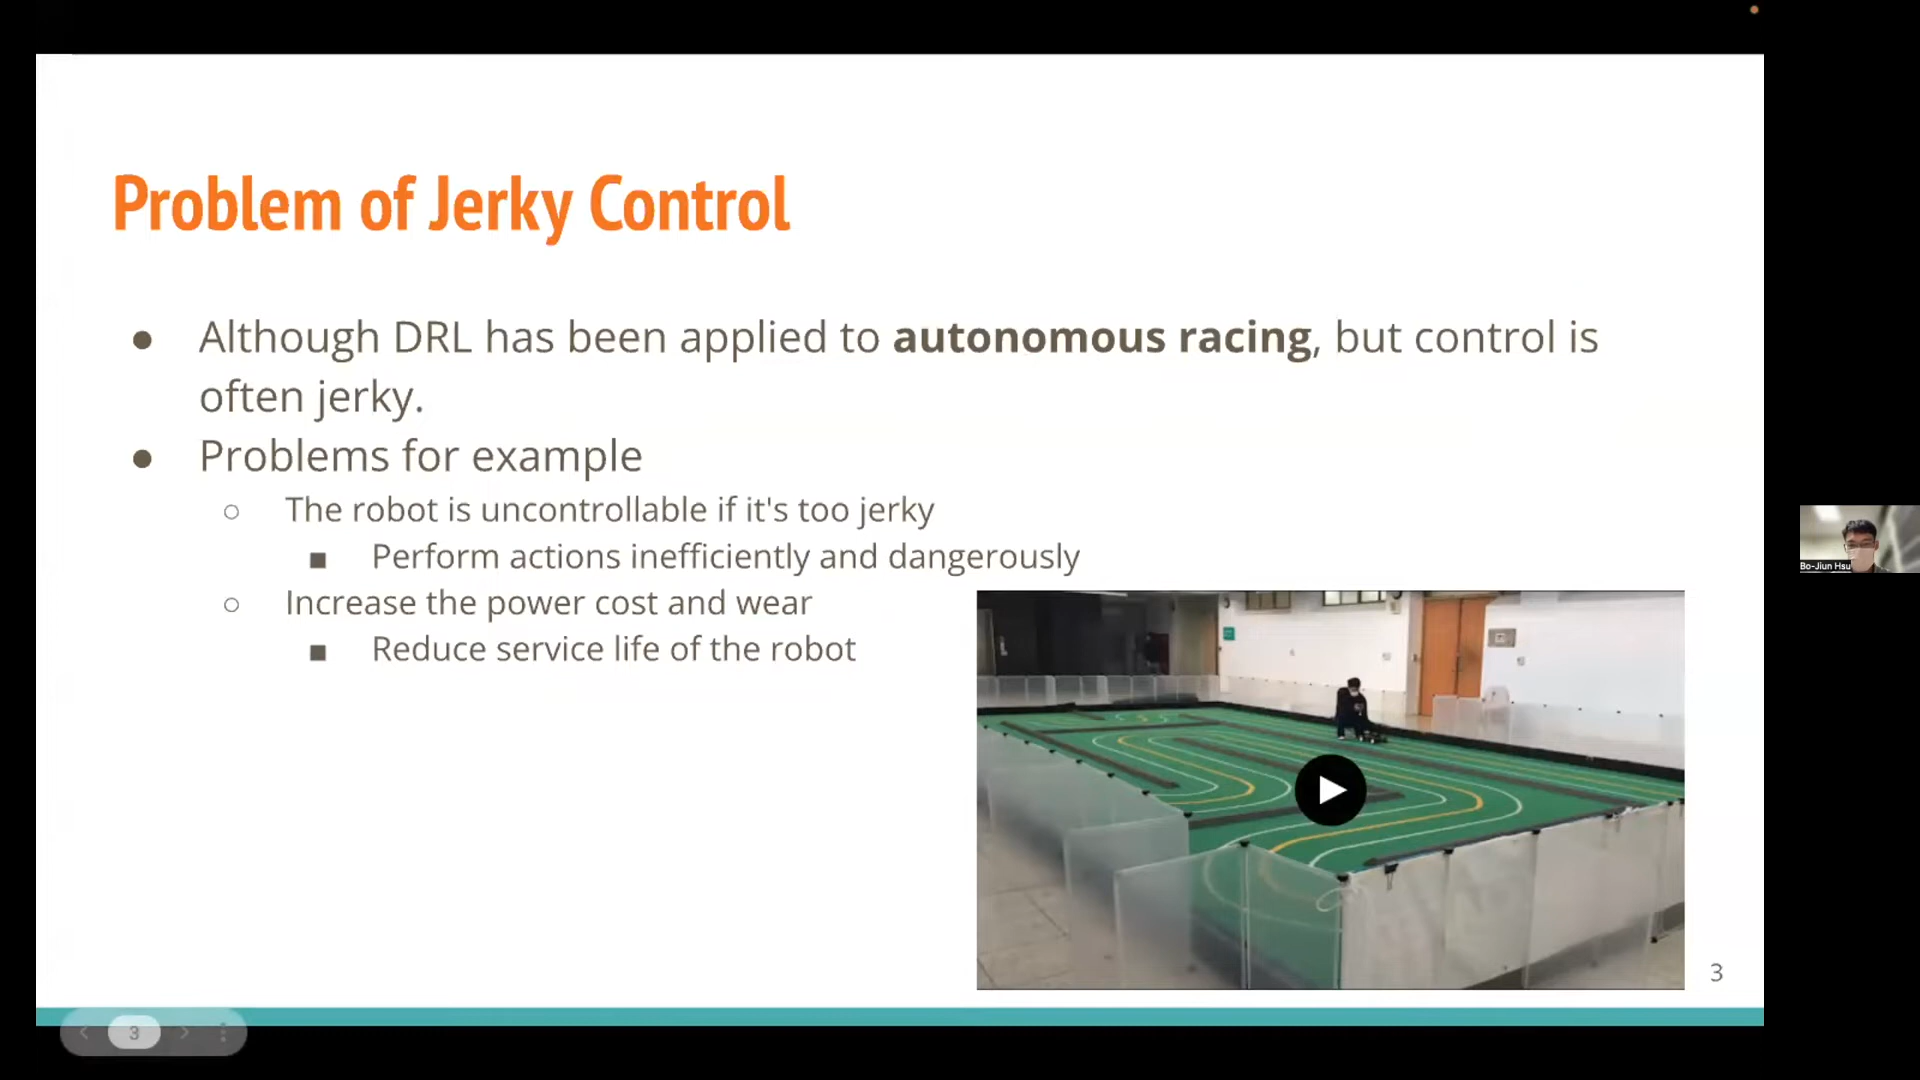 Problem of Jerky Control
● Although DRL has been applied to autonomous racing, but control is
often jerky.
● Problems for example
○ The robot is uncontrollable if it's too jerky
■ Perform actions inefficiently and dangerously
○ Increase the power cost and wear
■ Reduce service life of the robot
Bo-Jiun Hsu
3
3